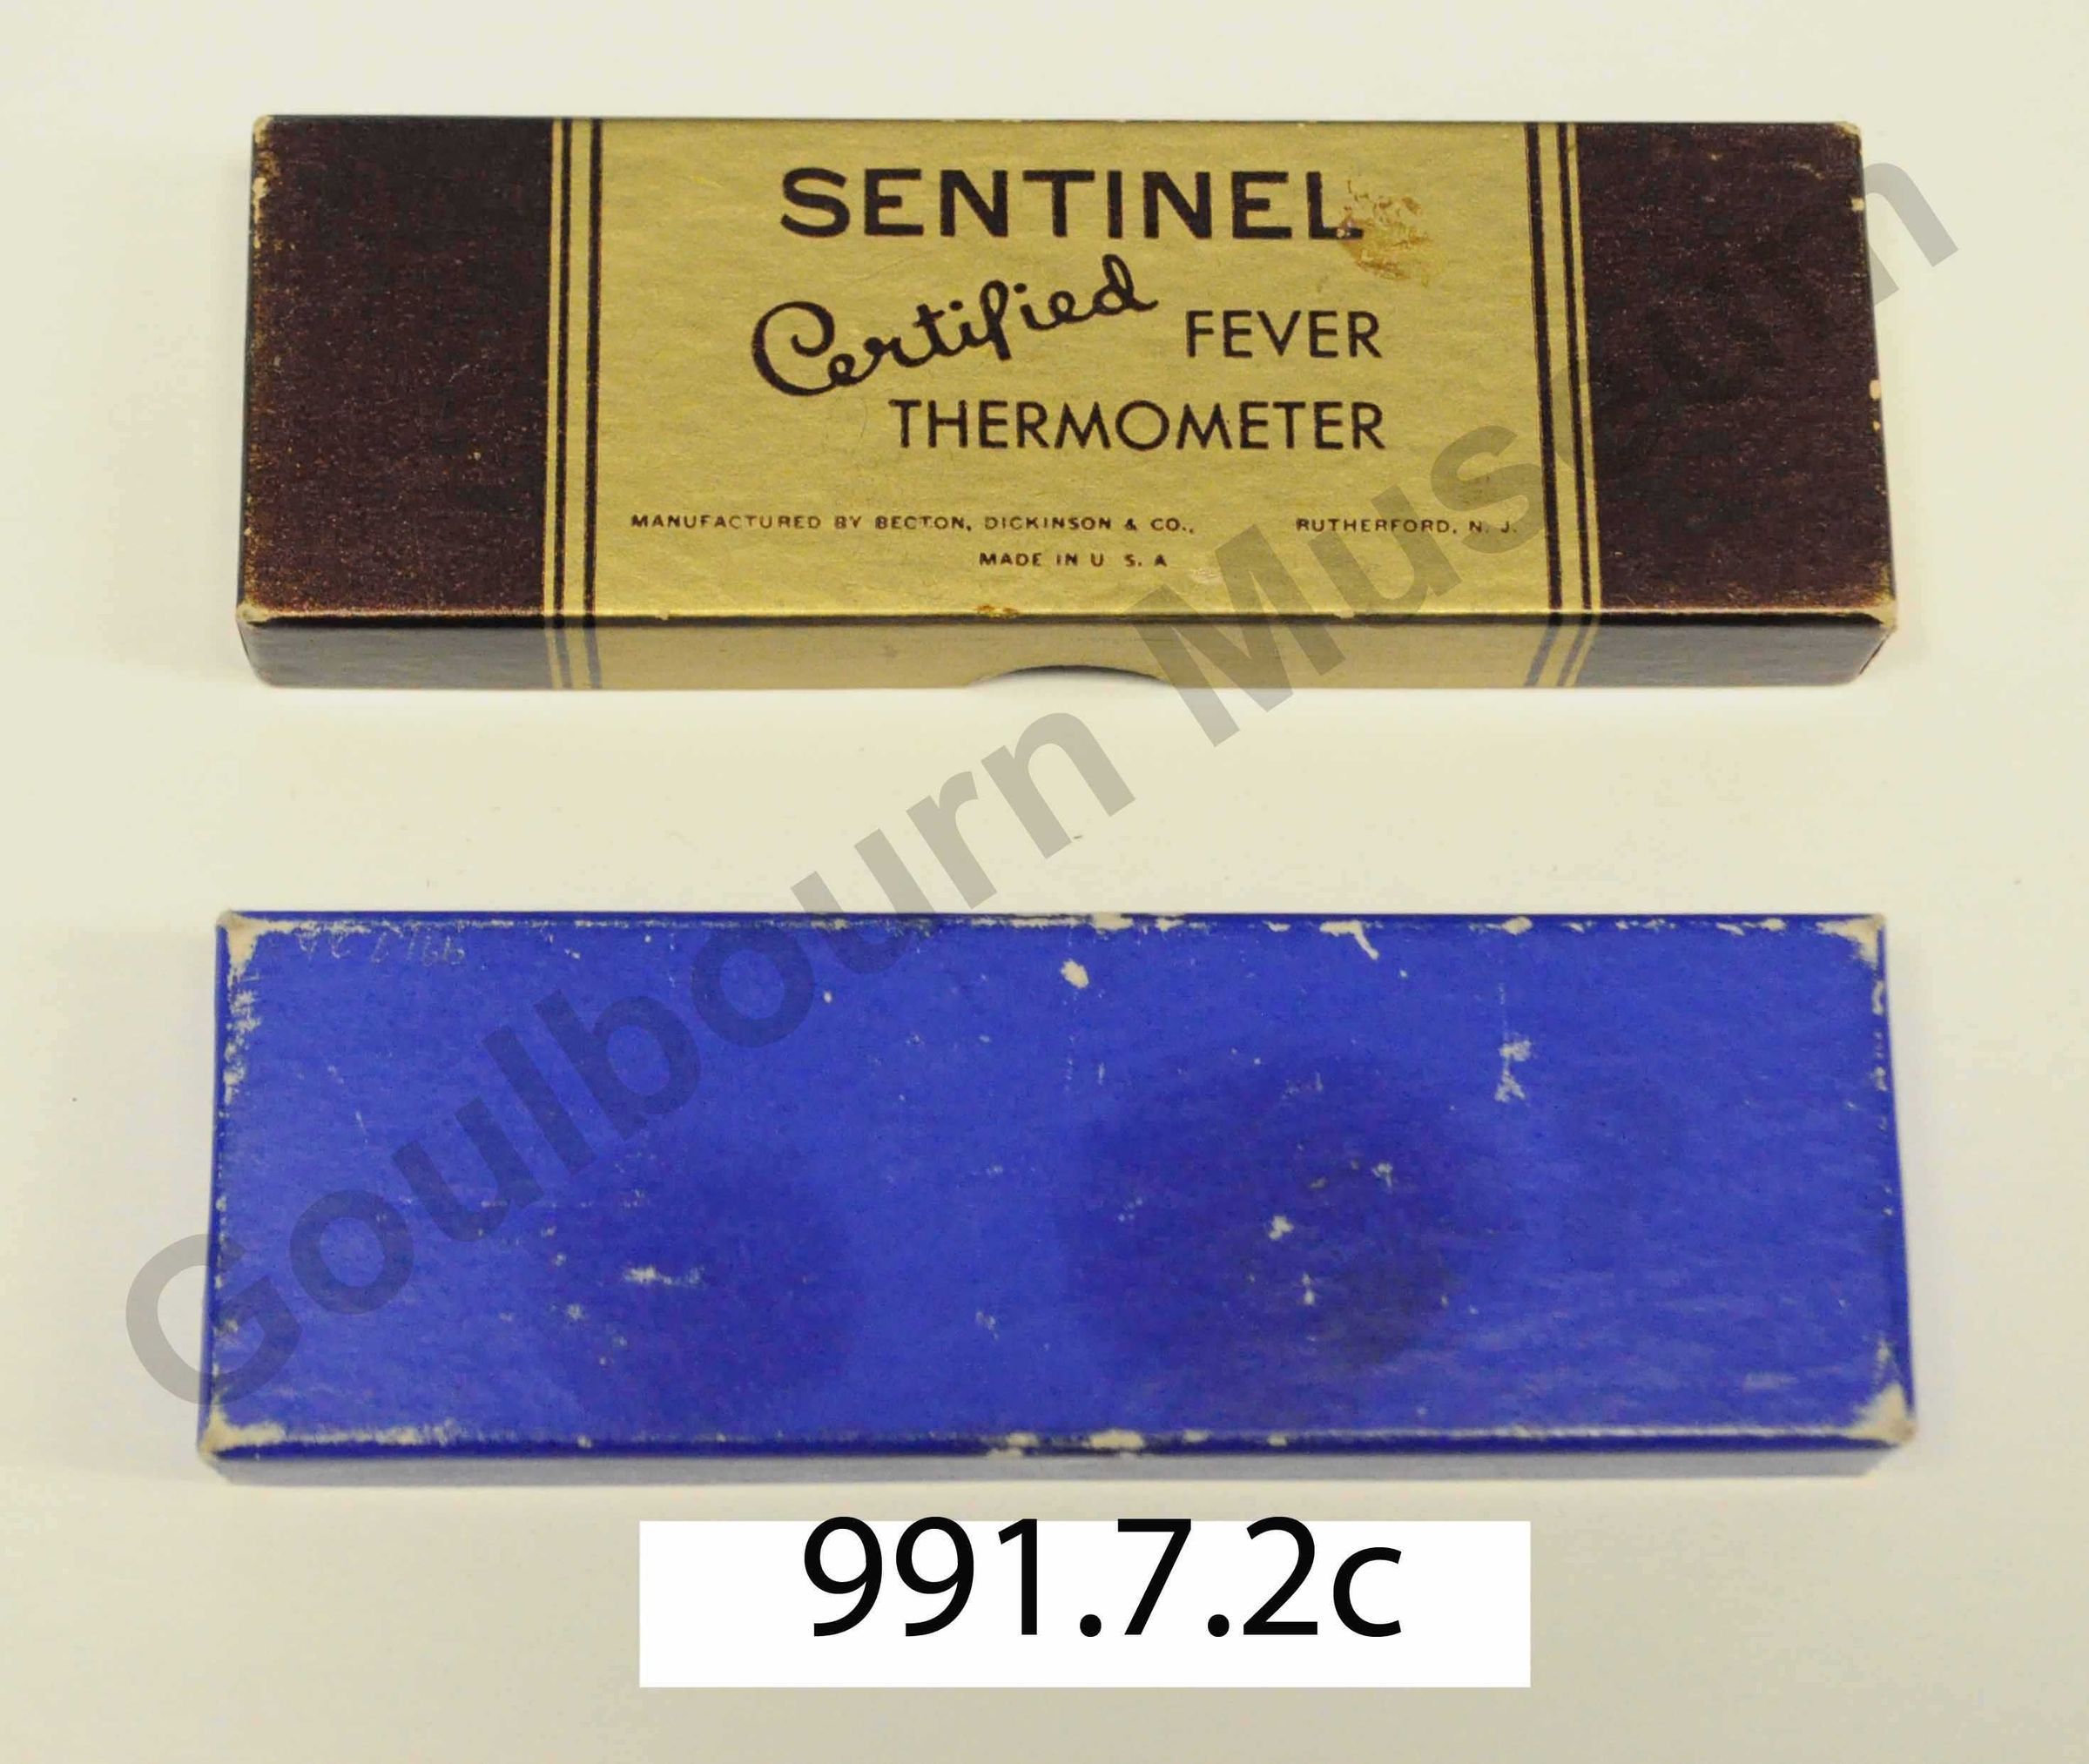 SENTINEL
Certified FEVER
THERMOMETER
MANUFACTURED BY BECTON, DICKINSON & CO., RUTHERFORD, N. J.
MADE IN U S. A
Goulbourn Museum
991.7.2c